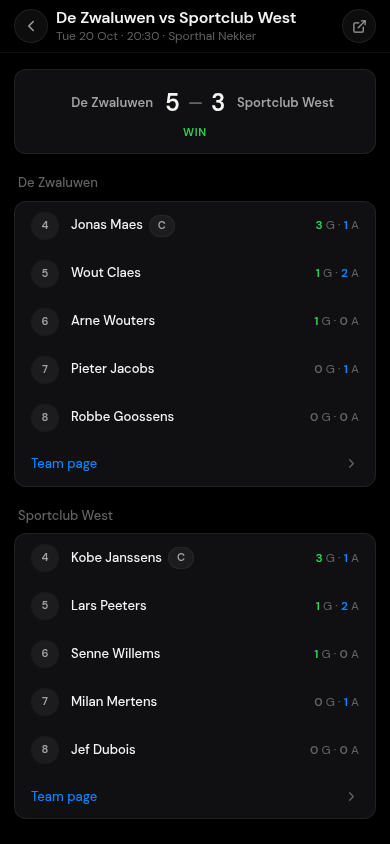 De Zwaluwen vs Sportclub West
Tue 20 Oct · 20:30 · Sporthal Nekker
De Zwaluwen 5 — 3 Sportclub West
WIN
De Zwaluwen
4 Jonas Maes C 3 G · 1 A
5 Wout Claes 1 G · 2 A
6 Arne Wouters 1 G · 0 A
7 Pieter Jacobs 0 G · 1 A
8 Robbe Goossens 0 G · 0 A
Team page
Sportclub West
4 Kobe Janssens C 3 G · 1 A
5 Lars Peeters 1 G · 2 A
6 Senne Willems 1 G · 0 A
7 Milan Mertens 0 G · 1 A
8 Jef Dubois 0 G · 0 A
Team page